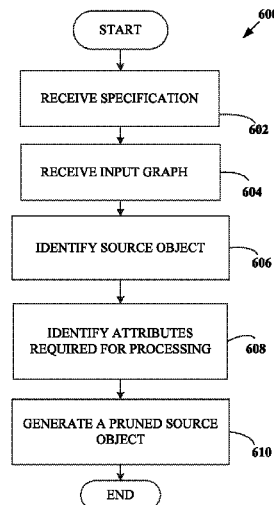 600
START
RECEIVE SPECIFICATION
602
RECEIVE INPUT GRAPH
604
IDENTIFY SOURCE OBJECT
606
IDENTIFY ATTRIBUTES
REQUIRED FOR PROCESSING
608
GENERATE A PRUNED SOURCE
OBJECT
610
END